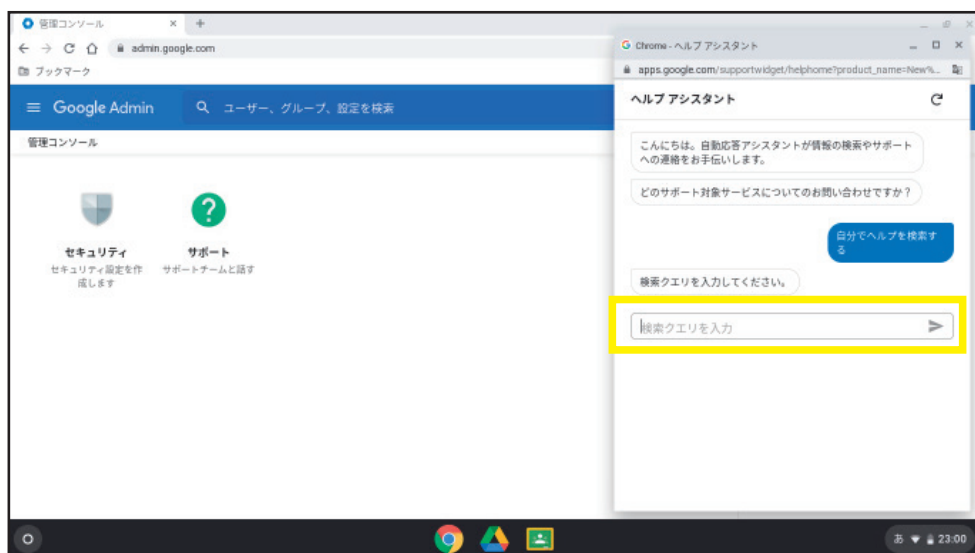 管理コンソール
admin.google.com
ブックマーク
Google Admin
ユーザー、グループ、設定を検索
管理コンソール
セキュリティ
セキュリティ設定を作
成します
サポート
サポートチームと話す
Chrome - ヘルプ アシスタント
apps.google.com/supportwidget/helphome?product_name=New%...
ヘルプ アシスタント
こんにちは。自動応答アシスタントが情報の検索やサポート
への連絡をお手伝いします。
どのサポート対象サービスについてのお問い合わせですか？
自分でヘルプを検索す
る
検索クエリを入力してください。
検索クエリを入力
あ
23:00